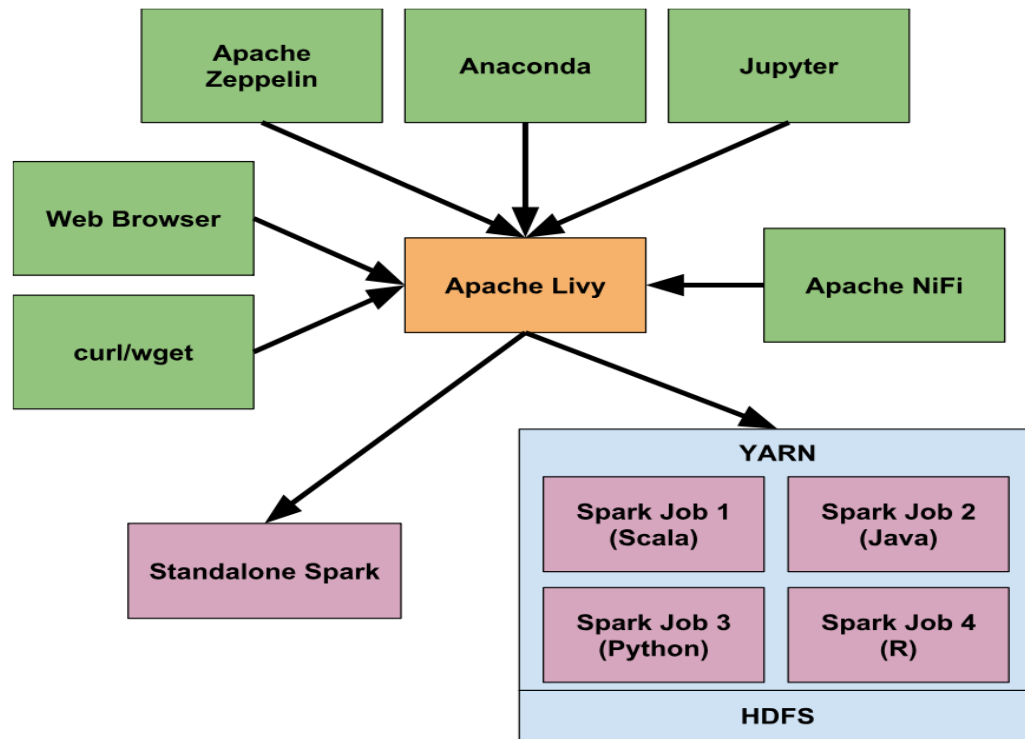 Apache
Zeppelin
Anaconda
Jupyter
Web Browser
Apache Livy
Apache NiFi
curl/wget
YARN
Spark Job 1
(Scala)
Spark Job 2
(Java)
Standalone Spark
Spark Job 3
(Python)
Spark Job 4
(R)
HDFS